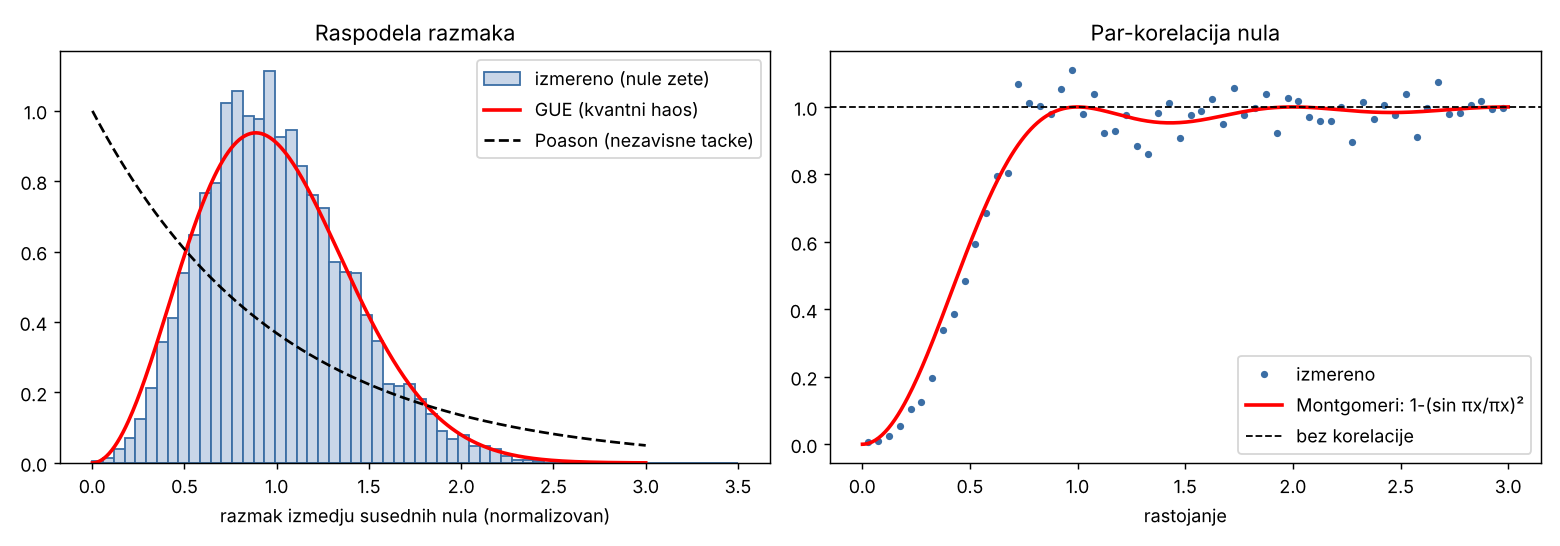 Raspodela razmaka
izmereno (nule zete)
GUE (kvantni haos)
Poason (nezavisne tacke)
1.0
0.8
0.6
0.4
0.2
0.0
0.0 0.5 1.0 1.5 2.0 2.5 3.0 3.5
razmak izmedju susednih nula (normalizovan)
Par-korelacija nula
1.0
0.8
0.6
0.4
0.2
0.0
izmereno
Montgomeri: 1-(sin πx/πx)²
bez korelacije
0.0 0.5 1.0 1.5 2.0 2.5 3.0
rastojanje